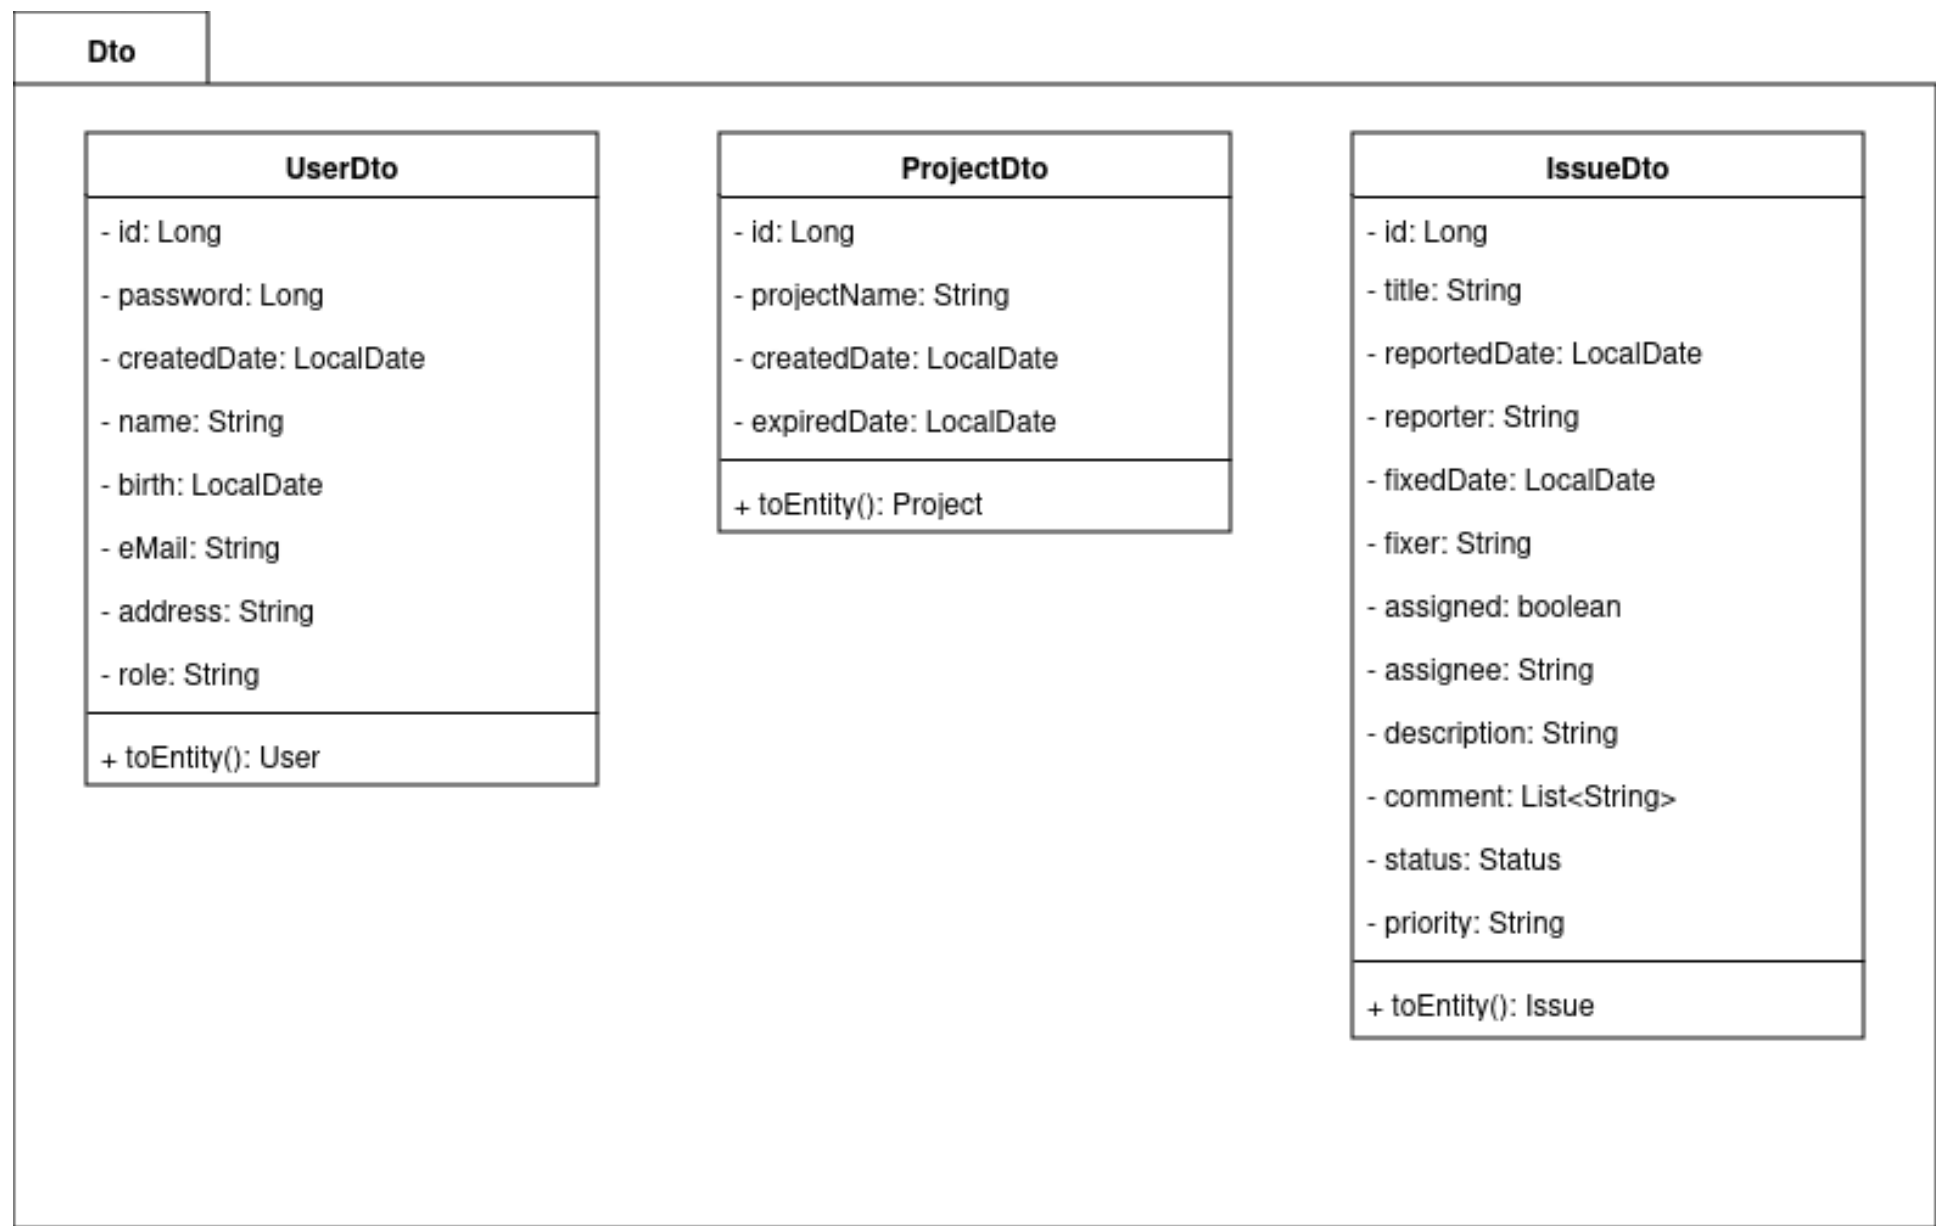 Dto
UserDto
- id: Long
- password: Long
- createdDate: LocalDate
- name: String
- birth: LocalDate
- eMail: String
- address: String
- role: String
+ toEntity(): User
ProjectDto
- id: Long
- projectName: String
- createdDate: LocalDate
- expiredDate: LocalDate
+ toEntity(): Project
IssueDto
- id: Long
- title: String
- reportedDate: LocalDate
- reporter: String
- fixedDate: LocalDate
- fixer: String
- assigned: boolean
- assignee: String
- description: String
- comment: List<String>
- status: Status
- priority: String
+ toEntity(): Issue